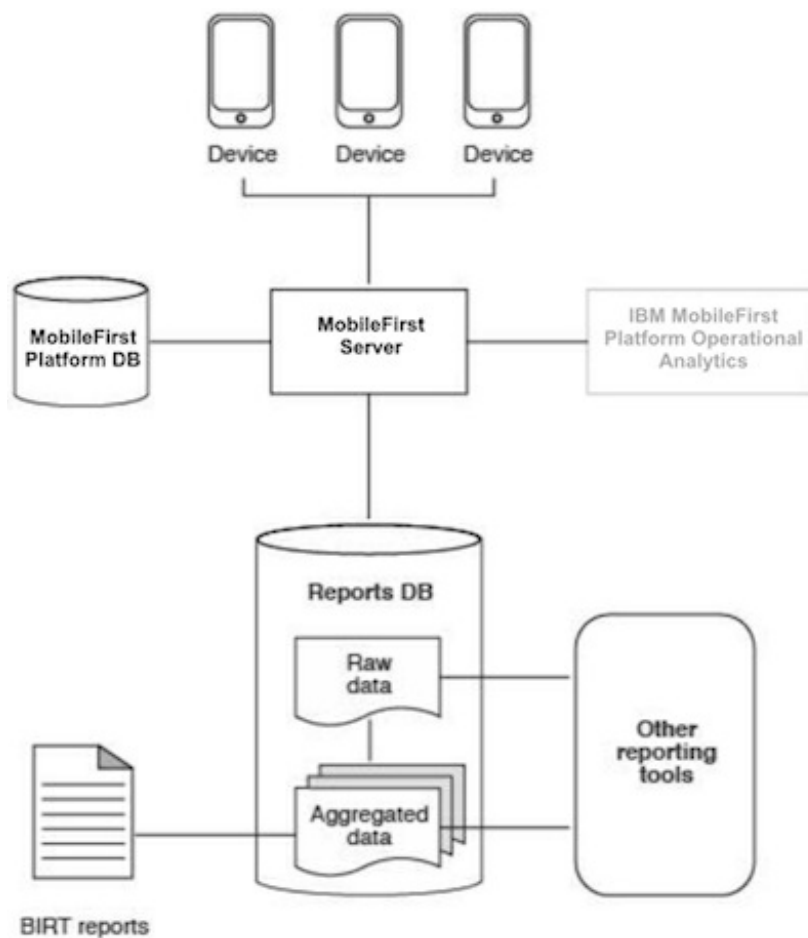 Device
Device
Device
MobileFirst
Platform DB
MobileFirst
Server
IBM MobileFirst
Platform Operational
Analytics
Reports DB
Raw
data
Other
reporting
tools
Aggregated
data
BIRT reports